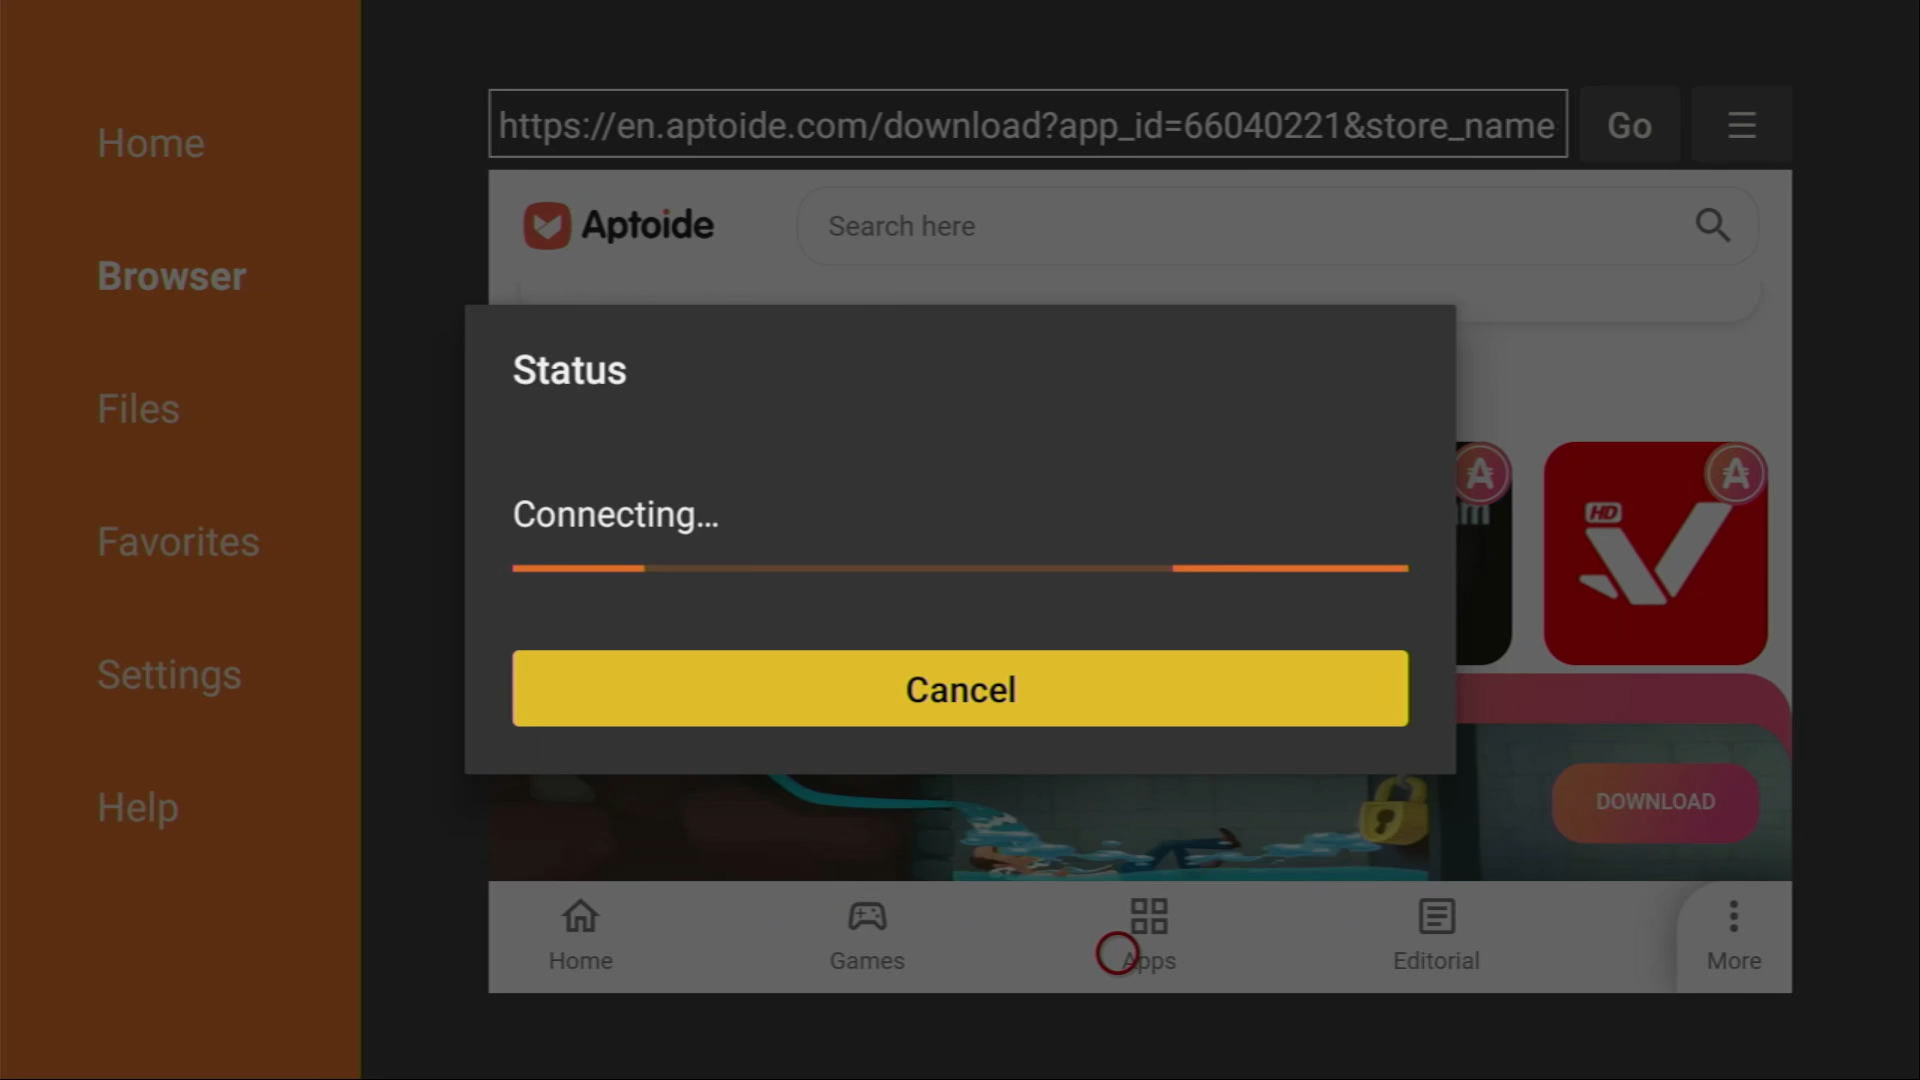 Home
Browser
Files
Favorites
Settings
Help
https://en.aptoide.com/download?app_id=66040221&store_name
Go
Aptoide
Search here
Status
Connecting...
Cancel
HD
DOWNLOAD
Home
Games
Apps
Editorial
More